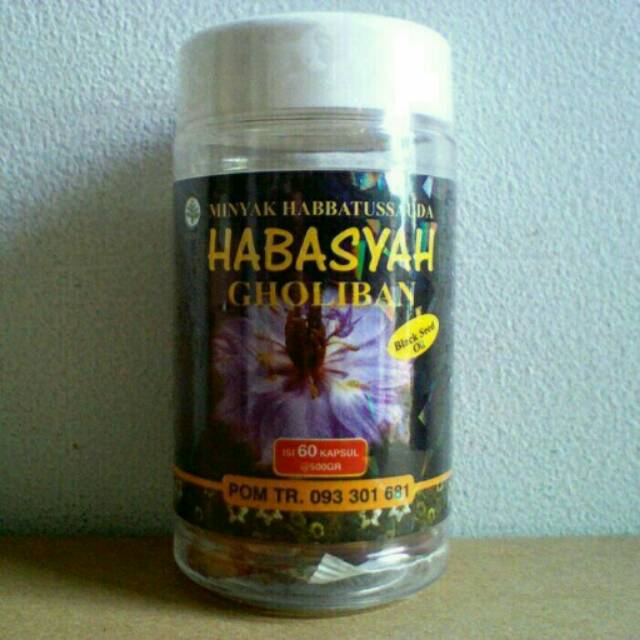 MINYAK HABBATUSSAUDA
HABASYAH
GHOLIBAN
Black Seed
Oil
ISI 60 KAPSUL
@500GR
POM TR. 093 301 681